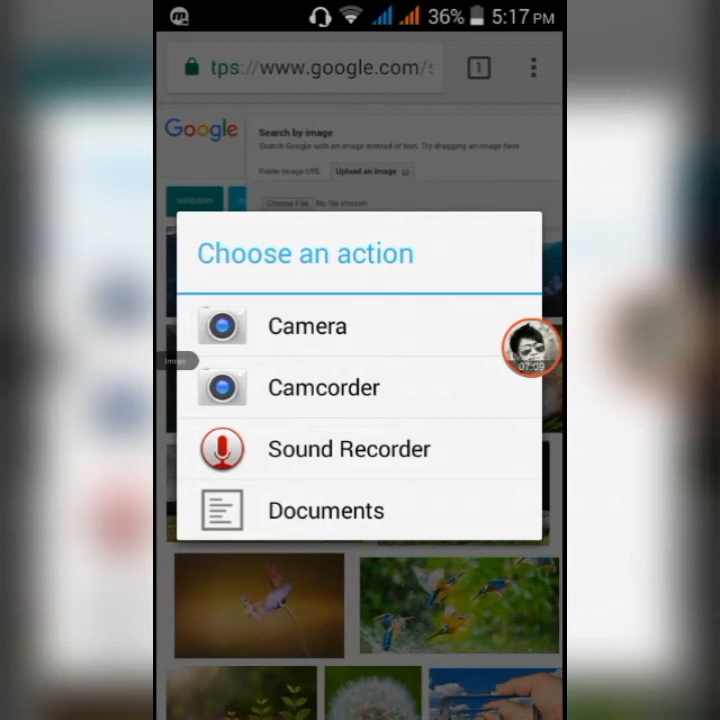 36% 5:17 PM
tps://www.google.com/s
1
Google
Search by image
Search Google with an image instead of text. Try dragging an image here
Paste image URL Upload an image
wallpaper
Choose File No file chosen
Choose an action
Camera
Imran
07:09
Camcorder
Sound Recorder
Documents